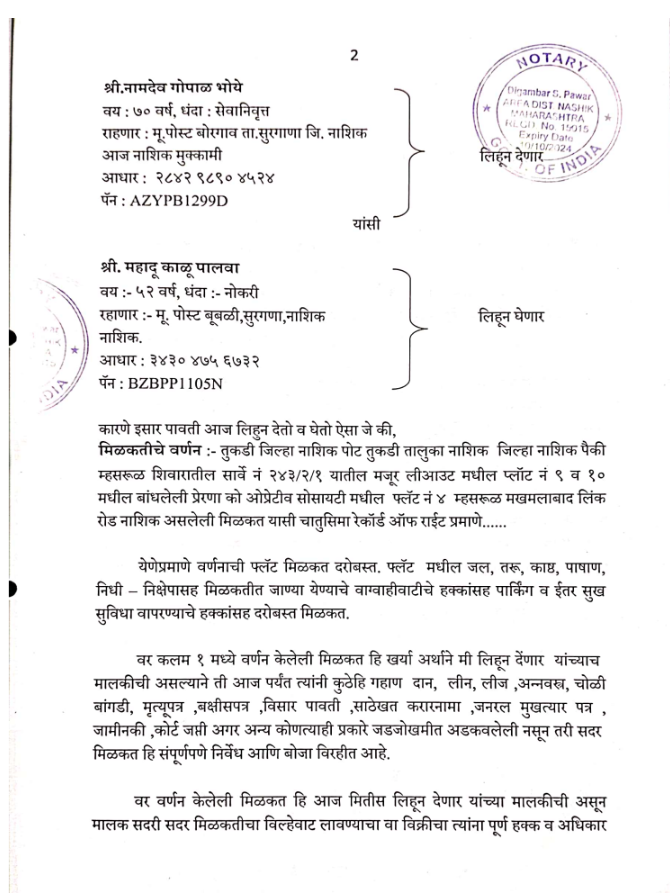 2
NOTARY
Digambar S. Pawar
AREA DIST NASHIK
MAHARASHTRA
REGD. No. 15015
Expiry Date
10/10/2024
GOVT. OF INDIA
श्री.नामदेव गोपाळ भोये
वय : ७० वर्ष, धंदा : सेवानिवृत्त
राहणार : मू.पोस्ट बोरगाव ता.सुरगाणा जि. नाशिक
आज नाशिक मुक्कामी
लिहून देणार
आधार : २८४२ ९८९० ४५२४
पॅन : AZYPB1299D
यांसी
श्री. महादू काळू पालवा
वय :- ५२ वर्ष, धंदा :- नोकरी
रहाणार :- मू. पोस्ट बूबळी,सुरगणा,नाशिक
लिहून घेणार
नाशिक.
आधार : ३४३० ४७५ ६७३२
पॅन : BZBPP1105N
कारणे इसार पावती आज लिहुन देतो व घेतो ऐसा जे की,
मिळकतीचे वर्णन :- तुकडी जिल्हा नाशिक पोट तुकडी तालुका नाशिक जिल्हा नाशिक पैकी
म्हसरूळ शिवारातील सार्वे नं २४३/२/१ यातील मजूर लीआउट मधील प्लॉट नं ९ व १०
मधील बांधलेली प्रेरणा को ओप्रेटीव सोसायटी मधील फ्लॅट नं ४ म्हसरूळ मखमलाबाद लिंक
रोड नाशिक असलेली मिळकत यासी चातुसिमा रेकॉर्ड ऑफ राईट प्रमाणे......
येणेप्रमाणे वर्णनाची फ्लॅट मिळकत दरोबस्त. फ्लॅट मधील जल, तरू, काष्ठ, पाषाण,
निधी – निक्षेपासह मिळकतीत जाण्या येण्याचे वाग्वाहीवाटीचे हक्कांसह पार्किंग व ईतर सुख
सुविधा वापरण्याचे हक्कांसह दरोबस्त मिळकत.
वर कलम १ मध्ये वर्णन केलेली मिळकत हि खर्या अर्थाने मी लिहून देंणार यांच्याच
मालकीची असल्याने ती आज पर्यंत त्यांनी कुठेहि गहाण दान, लीन, लीज ,अन्नवस्त्र, चोळी
बांगडी, मृत्यूपत्र ,बक्षीसपत्र ,विसार पावती ,साठेखत करारनामा ,जनरल मुखत्यार पत्र ,
जामीनकी ,कोर्ट जप्ती अगर अन्य कोणत्याही प्रकारे जडजोखमीत अडकवलेली नसून तरी सदर
मिळकत हि संपूर्णपणे निर्वेध आणि बोजा विरहीत आहे.
वर वर्णन केलेली मिळकत हि आज मितीस लिहून देणार यांच्या मालकीची असून
मालक सदरी सदर मिळकतीचा विल्हेवाट लावण्याचा वा विक्रीचा त्यांना पूर्ण हक्क व अधिकार